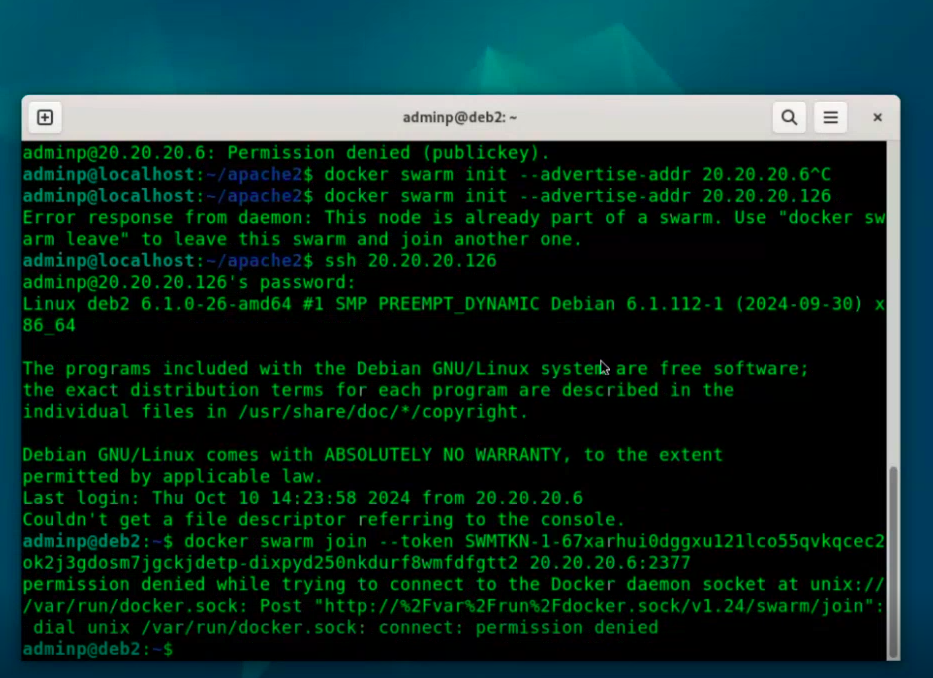 adminp@deb2: ~
adminp@20.20.20.6: Permission denied (publickey).
adminp@localhost:~/apache2$ docker swarm init --advertise-addr 20.20.20.6^C
adminp@localhost:~/apache2$ docker swarm init --advertise-addr 20.20.20.126
Error response from daemon: This node is already part of a swarm. Use "docker sw
arm leave" to leave this swarm and join another one.
adminp@localhost:~/apache2$ ssh 20.20.20.126
adminp@20.20.20.126's password:
Linux deb2 6.1.0-26-amd64 #1 SMP PREEMPT_DYNAMIC Debian 6.1.112-1 (2024-09-30) x
86_64
The programs included with the Debian GNU/Linux system are free software;
the exact distribution terms for each program are described in the
individual files in /usr/share/doc/*/copyright.
Debian GNU/Linux comes with ABSOLUTELY NO WARRANTY, to the extent
permitted by applicable law.
Last login: Thu Oct 10 14:23:58 2024 from 20.20.20.6
Couldn't get a file descriptor referring to the console.
adminp@deb2:~$ docker swarm join --token SWMTKN-1-67xarhui0dggxu121lco55qvkqcec2
ok2j3gdosm7jgckjdetp-dixpyd250nkdurf8wmfdfgtt2 20.20.20.6:2377
permission denied while trying to connect to the Docker daemon socket at unix://
/var/run/docker.sock: Post "http://%2Fvar%2Frun%2Fdocker.sock/v1.24/swarm/join":
 dial unix /var/run/docker.sock: connect: permission denied
adminp@deb2:~$